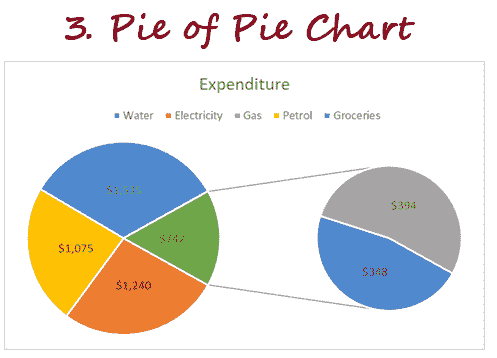 3. Pie of Pie Chart
Expenditure
Water Electricity Gas Petrol Groceries
$394
$742
$1,075
$348
$1,240